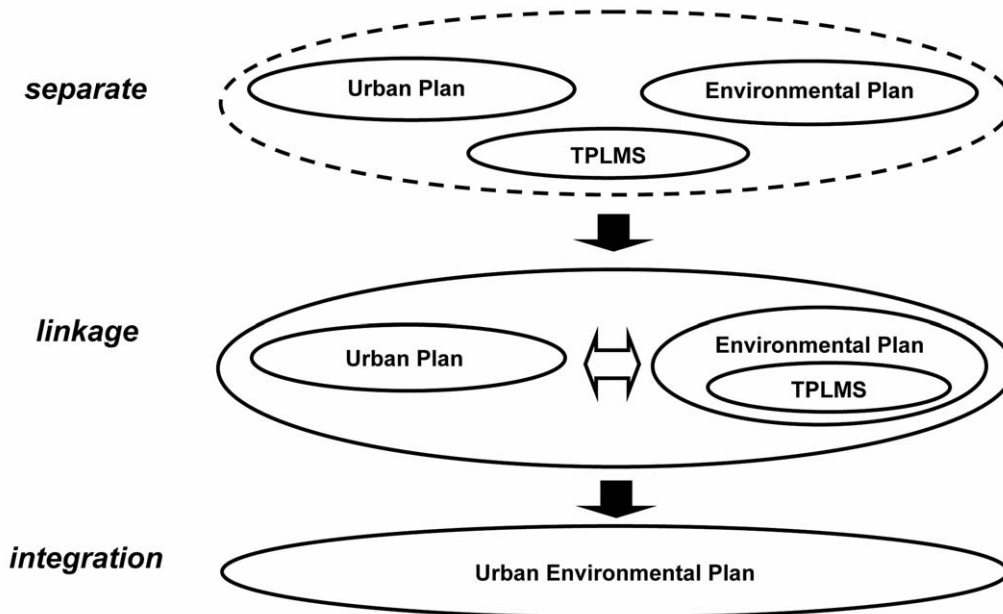 separate
Urban Plan
Environmental Plan
TPLMS
linkage
Urban Plan
Environmental Plan
TPLMS
integration
Urban Environmental Plan